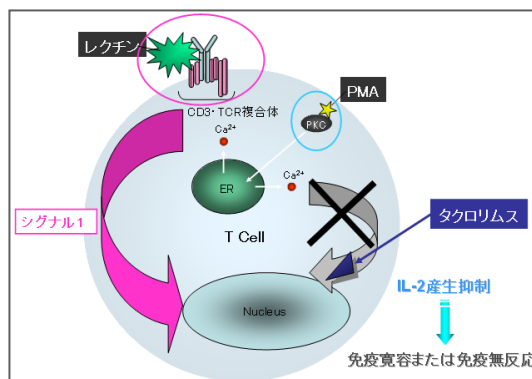 レクチン
PMA
CD3・TCR複合体
PKC
Ca2+
ER
Ca2+
シグナル1
T Cell
タクロリムス
IL-2産生抑制
Nucleus
免疫寛容または免疫無反応